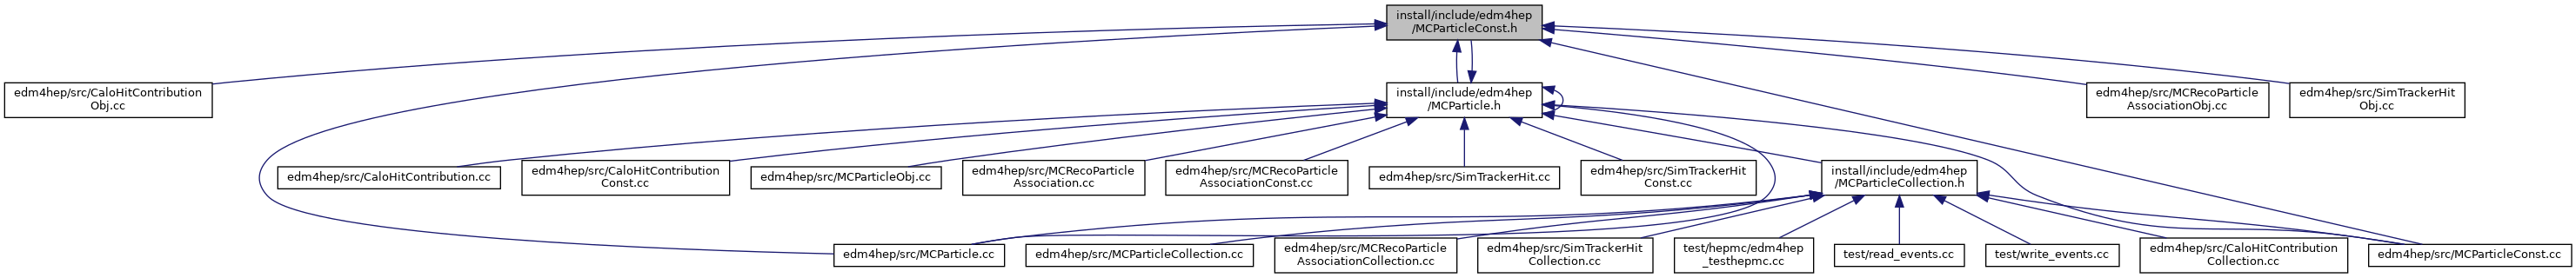 install/include/edm4hep
/MCParticleConst.h
edm4hep/src/CaloHitContribution
Obj.cc
install/include/edm4hep
/MCParticle.h
edm4hep/src/MCRecoParticle
AssociationObj.cc
edm4hep/src/SimTrackerHit
Obj.cc
edm4hep/src/CaloHitContribution.cc
edm4hep/src/CaloHitContribution
Const.cc
edm4hep/src/MCParticleObj.cc
edm4hep/src/MCRecoParticle
Association.cc
edm4hep/src/MCRecoParticle
AssociationConst.cc
edm4hep/src/SimTrackerHit.cc
edm4hep/src/SimTrackerHit
Const.cc
install/include/edm4hep
/MCParticleCollection.h
edm4hep/src/MCParticle.cc
edm4hep/src/MCParticleCollection.cc
edm4hep/src/MCRecoParticle
AssociationCollection.cc
edm4hep/src/SimTrackerHit
Collection.cc
test/hepmc/edm4hep
_testhepmc.cc
test/read_events.cc
test/write_events.cc
edm4hep/src/CaloHitContribution
Collection.cc
edm4hep/src/MCParticleConst.cc